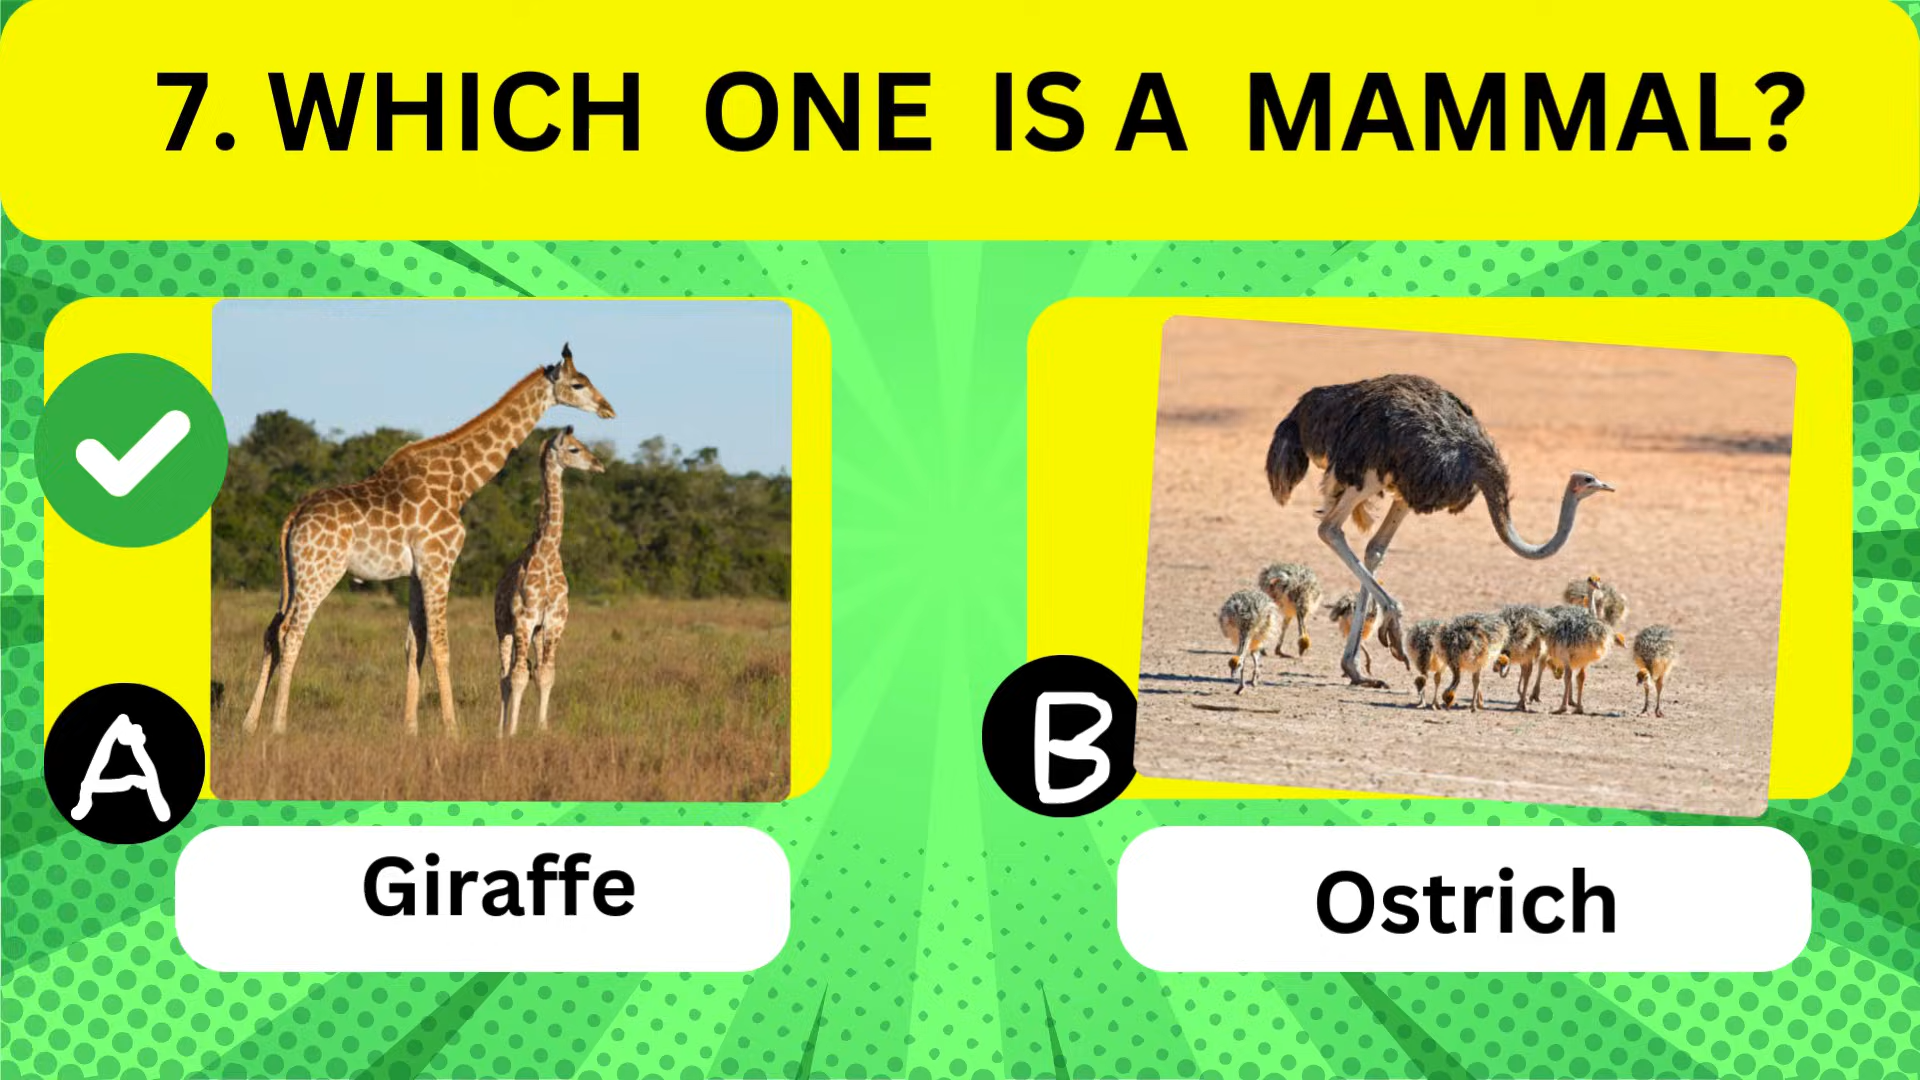 7. WHICH ONE IS A MAMMAL?
A
B
Giraffe
Ostrich